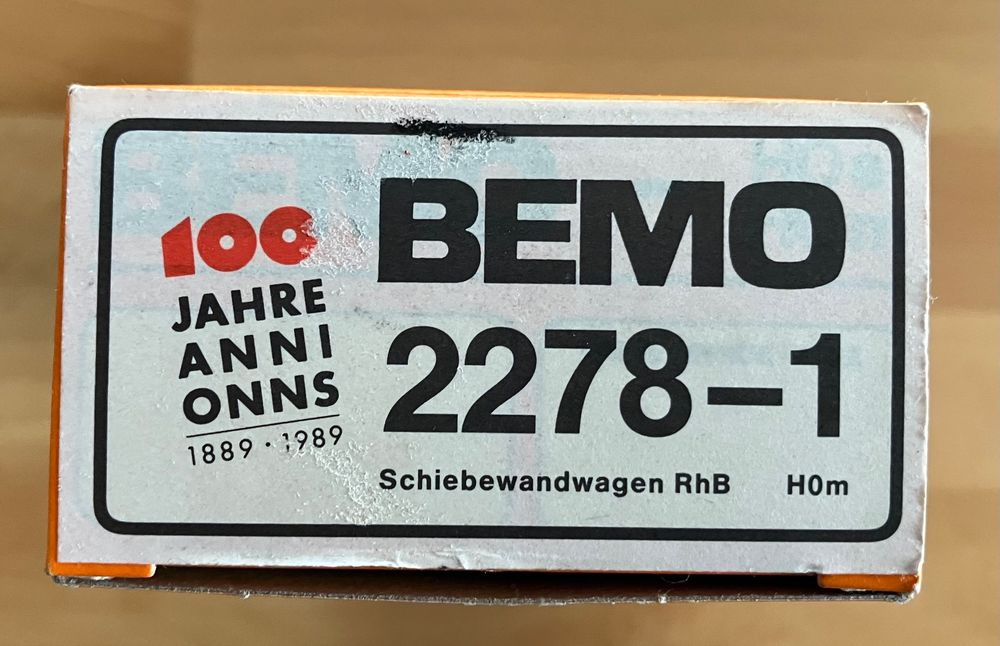 100
JAHRE
ANNI
ONNS
1889 · 1989
BEMO
2278-1
Schiebewandwagen RhB H0m